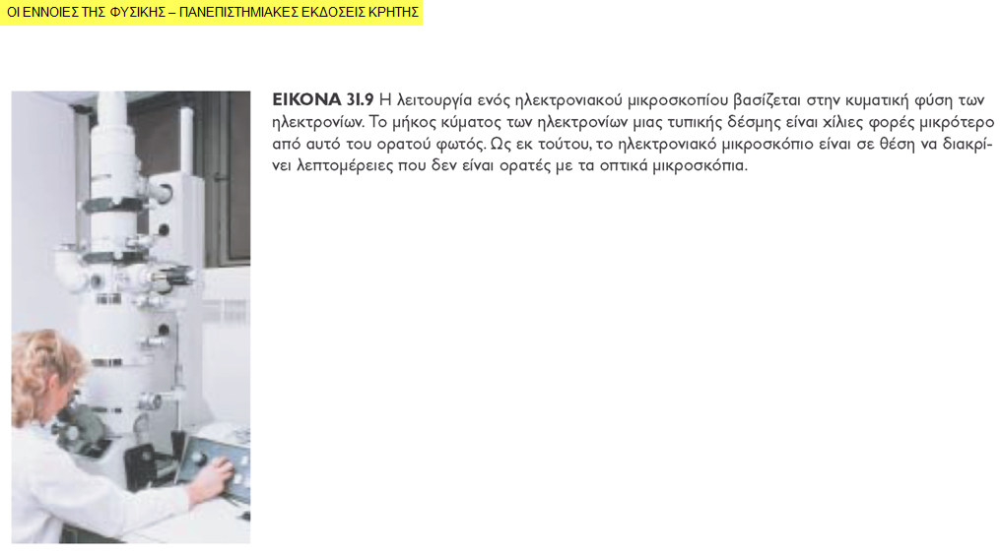 ΟΙ ΕΝΝΟΙΕΣ ΤΗΣ ΦΥΣΙΚΗΣ – ΠΑΝΕΠΙΣΤΗΜΙΑΚΕΣ ΕΚΔΟΣΕΙΣ ΚΡΗΤΗΣ
ΕΙΚΟΝΑ 31.9 Η λειτουργία ενός ηλεκτρονιακού μικροσκοπίου βασίζεται στην κυματική φύση των
ηλεκτρονίων. Το μήκος κύματος των ηλεκτρονίων μιας τυπικής δέσμης είναι χίλιες φορές μικρότερο
από αυτό του ορατού φωτός. Ως εκ τούτου, το ηλεκτρονιακό μικροσκόπιο είναι σε θέση να διακρί-
νει λεπτομέρειες που δεν είναι ορατές με τα οπτικά μικροσκόπια.